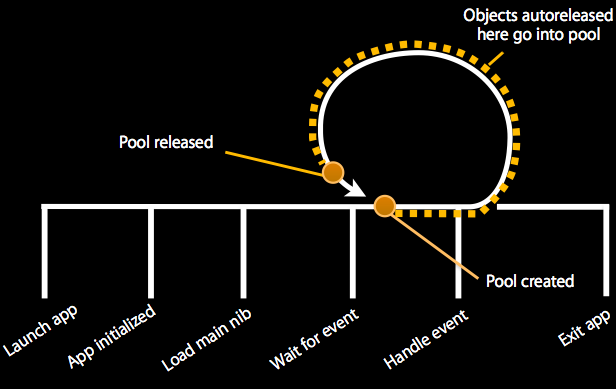 Objects autoreleased
here go into pool
Pool released
Pool created
Launch app
App initialized
Load main nib
Wait for event
Handle event
Exit app